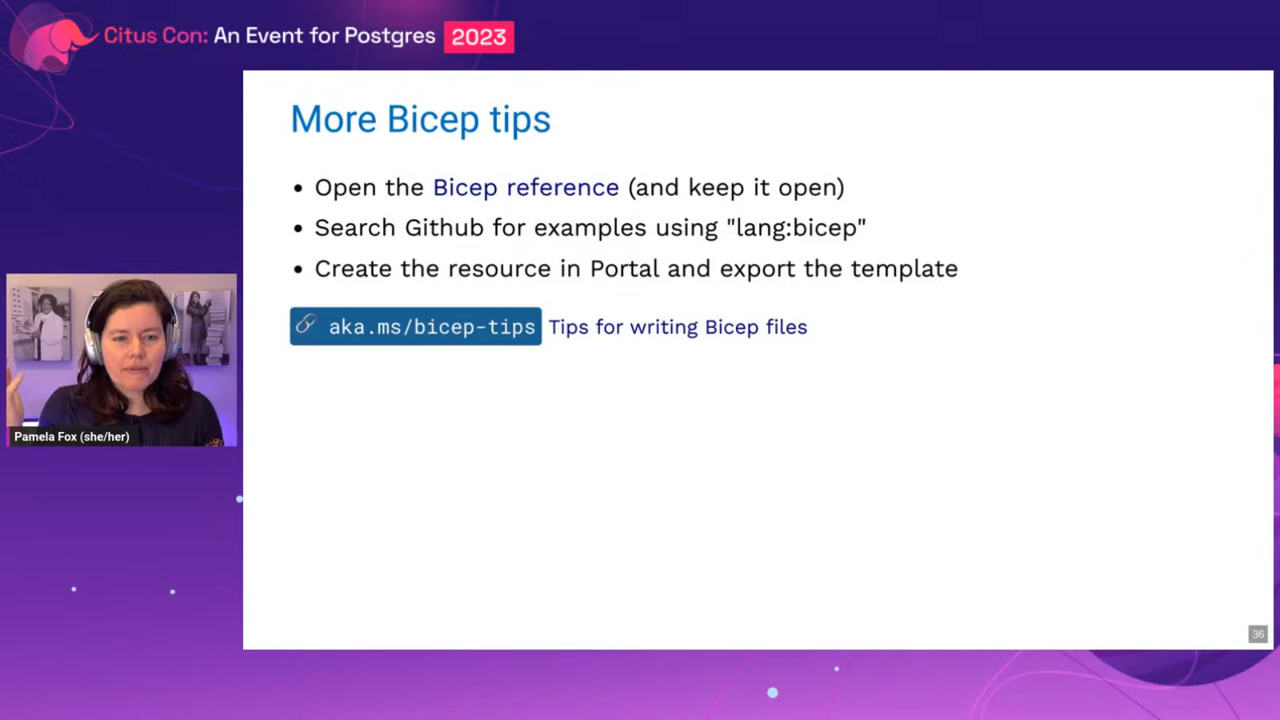 Citus Con: An Event for Postgres 2023
More Bicep tips
• Open the Bicep reference (and keep it open)
• Search Github for examples using "lang:bicep"
• Create the resource in Portal and export the template
aka.ms/bicep-tips Tips for writing Bicep files
Pamela Fox (she/her)
36